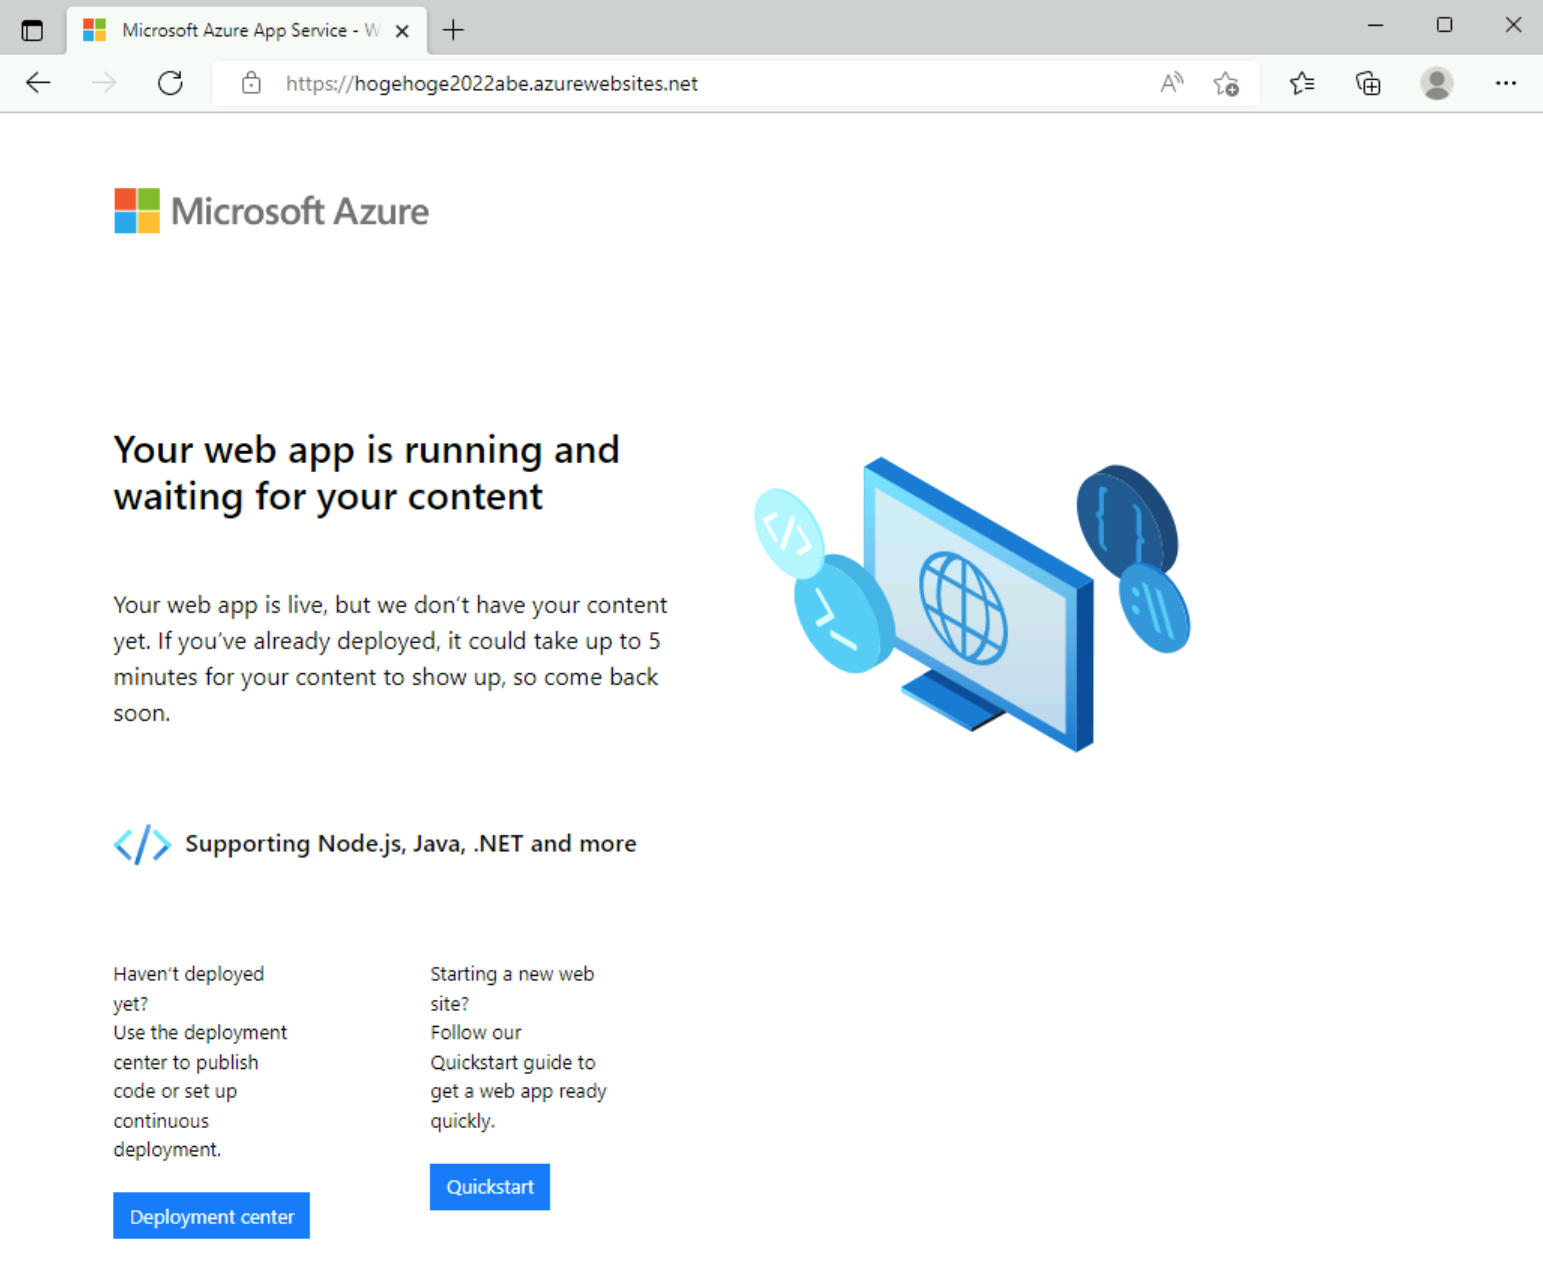 Microsoft Azure App Service - W
https://hogehoge2022abe.azurewebsites.net
Microsoft Azure
Your web app is running and
waiting for your content
Your web app is live, but we don't have your content
yet. If you've already deployed, it could take up to 5
minutes for your content to show up, so come back
soon.
Supporting Node.js, Java, .NET and more
Haven't deployed
yet?
Use the deployment
center to publish
code or set up
continuous
deployment.
Deployment center
Starting a new web
site?
Follow our
Quickstart guide to
get a web app ready
quickly.
Quickstart